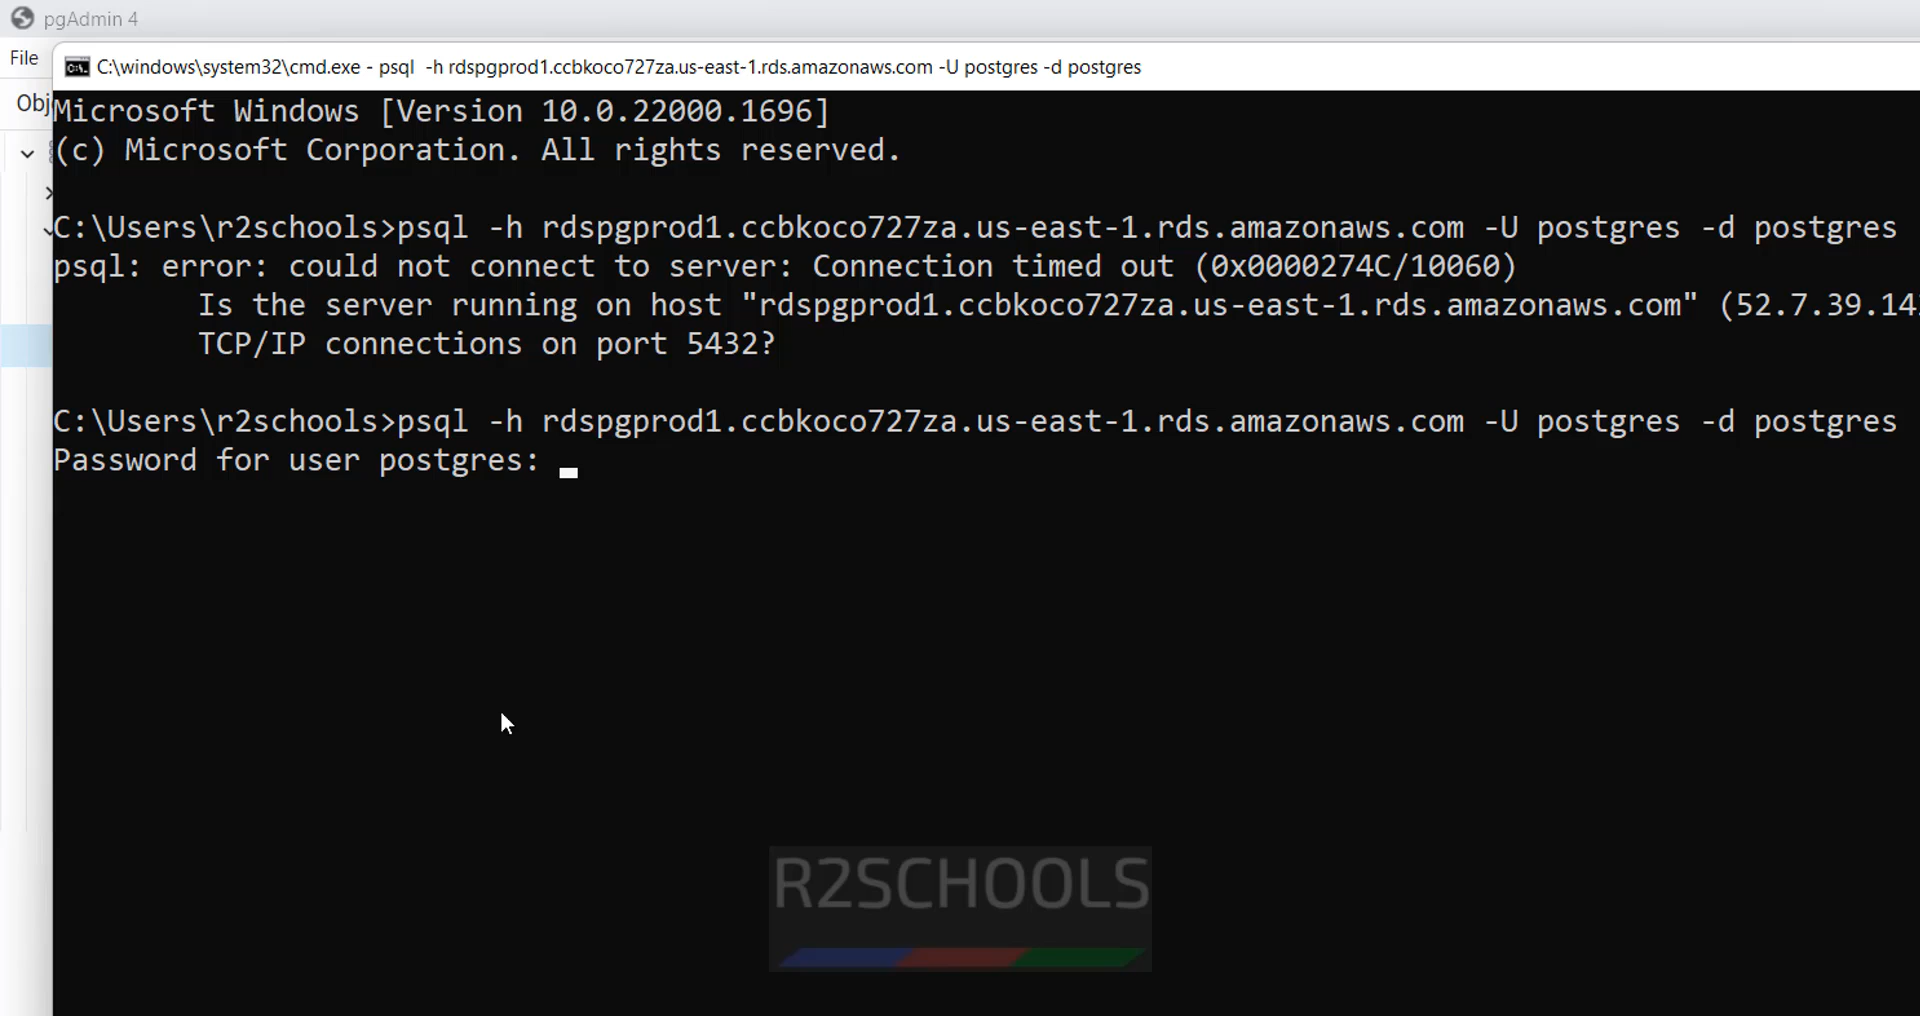 pgAdmin 4
File
C:\windows\system32\cmd.exe - psql  -h rdspgprod1.ccbkoco727za.us-east-1.rds.amazonaws.com -U postgres -d postgres
Obj
Microsoft Windows [Version 10.0.22000.1696]
(c) Microsoft Corporation. All rights reserved.
C:\Users\r2schools>psql -h rdspgprod1.ccbkoco727za.us-east-1.rds.amazonaws.com -U postgres -d postgres
psql: error: could not connect to server: Connection timed out (0x0000274C/10060)
Is the server running on host "rdspgprod1.ccbkoco727za.us-east-1.rds.amazonaws.com" (52.7.39.14
TCP/IP connections on port 5432?
C:\Users\r2schools>psql -h rdspgprod1.ccbkoco727za.us-east-1.rds.amazonaws.com -U postgres -d postgres
Password for user postgres:
R2SCHOOLS